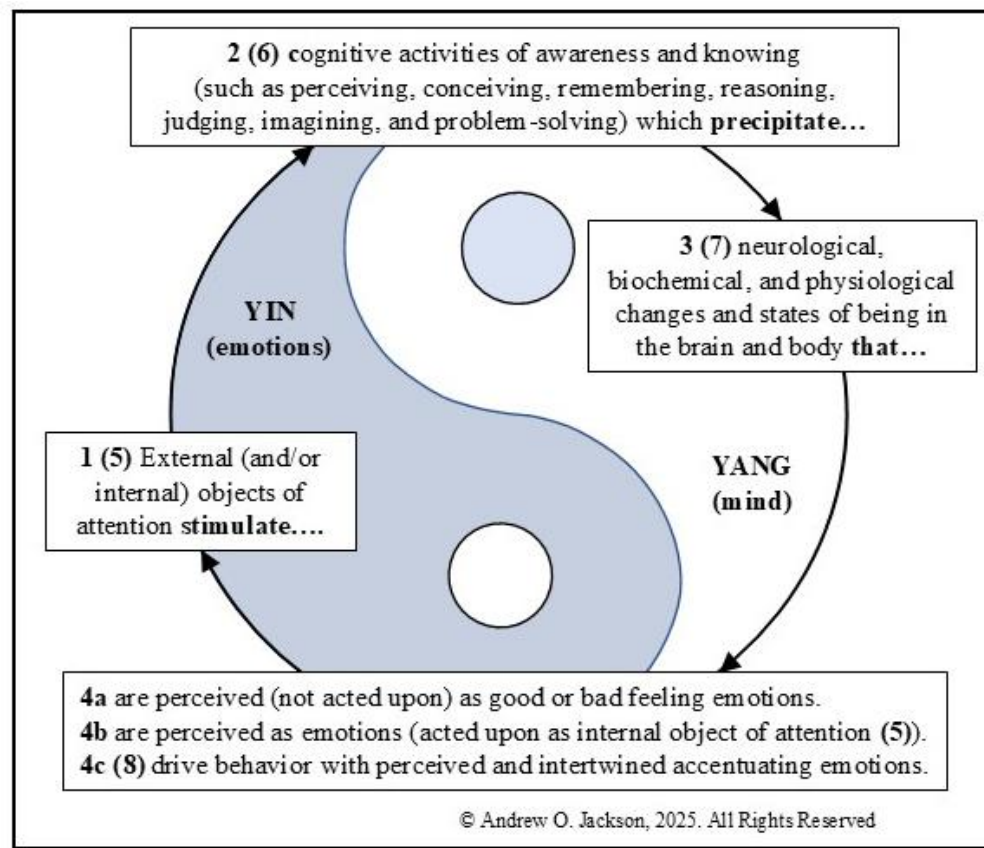 2 (6) cognitive activities of awareness and knowing
(such as perceiving, conceiving, remembering, reasoning,
judging, imagining, and problem-solving) which precipitate…
3 (7) neurological,
biochemical, and physiological
changes and states of being in
the brain and body that…
YIN
(emotions)
1 (5) External (and/or
internal) objects of
attention stimulate….
YANG
(mind)
4a are perceived (not acted upon) as good or bad feeling emotions.
4b are perceived as emotions (acted upon as internal object of attention (5)).
4c (8) drive behavior with perceived and intertwined accentuating emotions.
© Andrew O. Jackson, 2025. All Rights Reserved